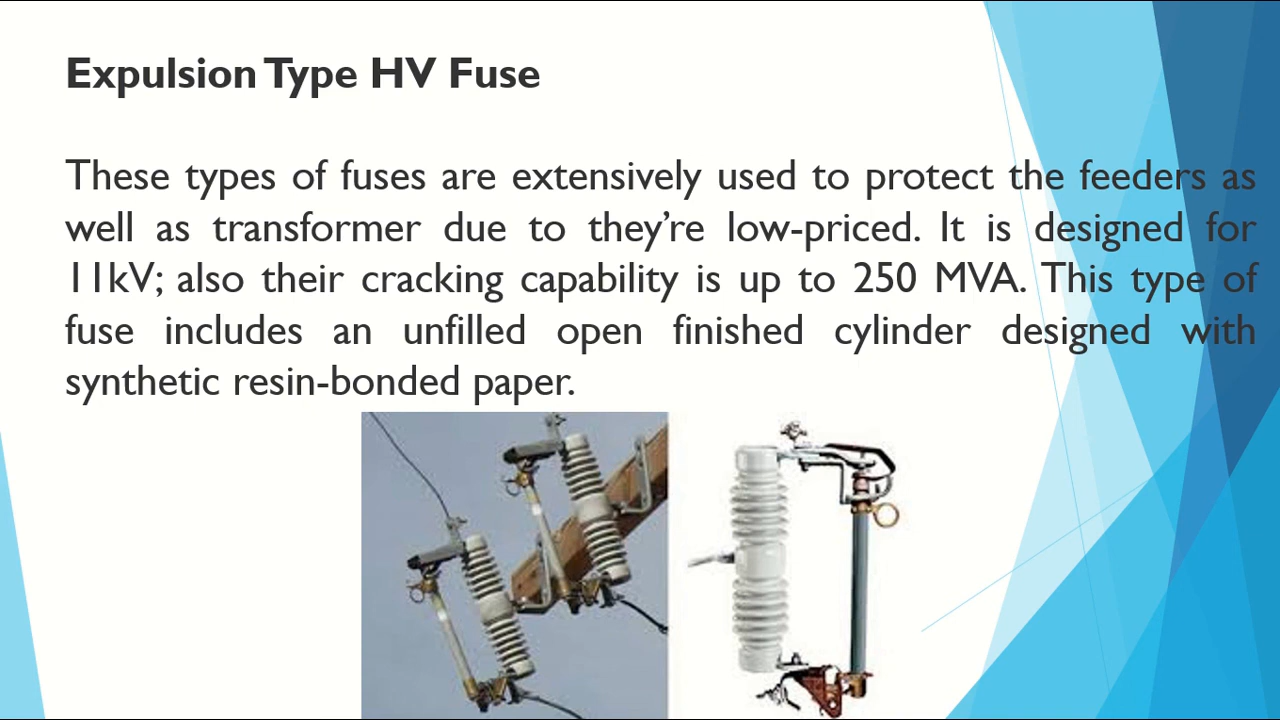 Expulsion Type HV Fuse
These types of fuses are extensively used to protect the feeders as
well as transformer due to they’re low-priced. It is designed for
11kV; also their cracking capability is up to 250 MVA. This type of
fuse includes an unfilled open finished cylinder designed with
synthetic resin-bonded paper.